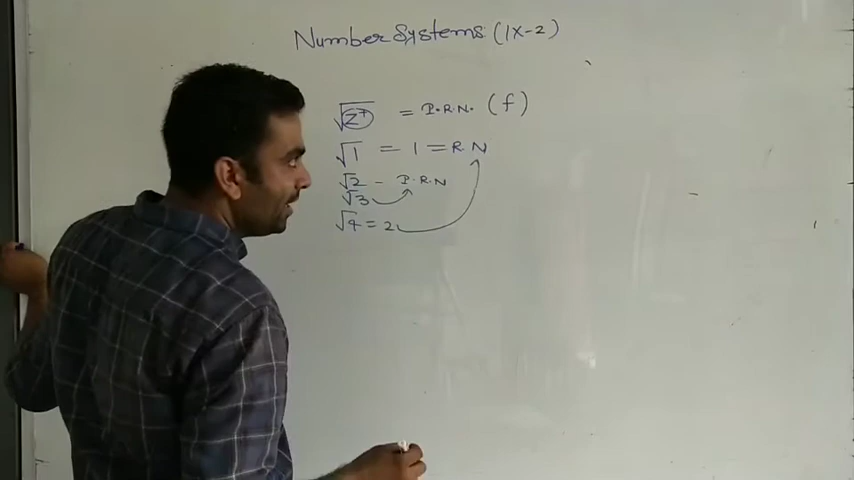 Number Systems (IX-2)
√Z⁺ = I.R.N. (f)
√1 = 1 = R.N
√2 - I.R.N
√3
√4 = 2